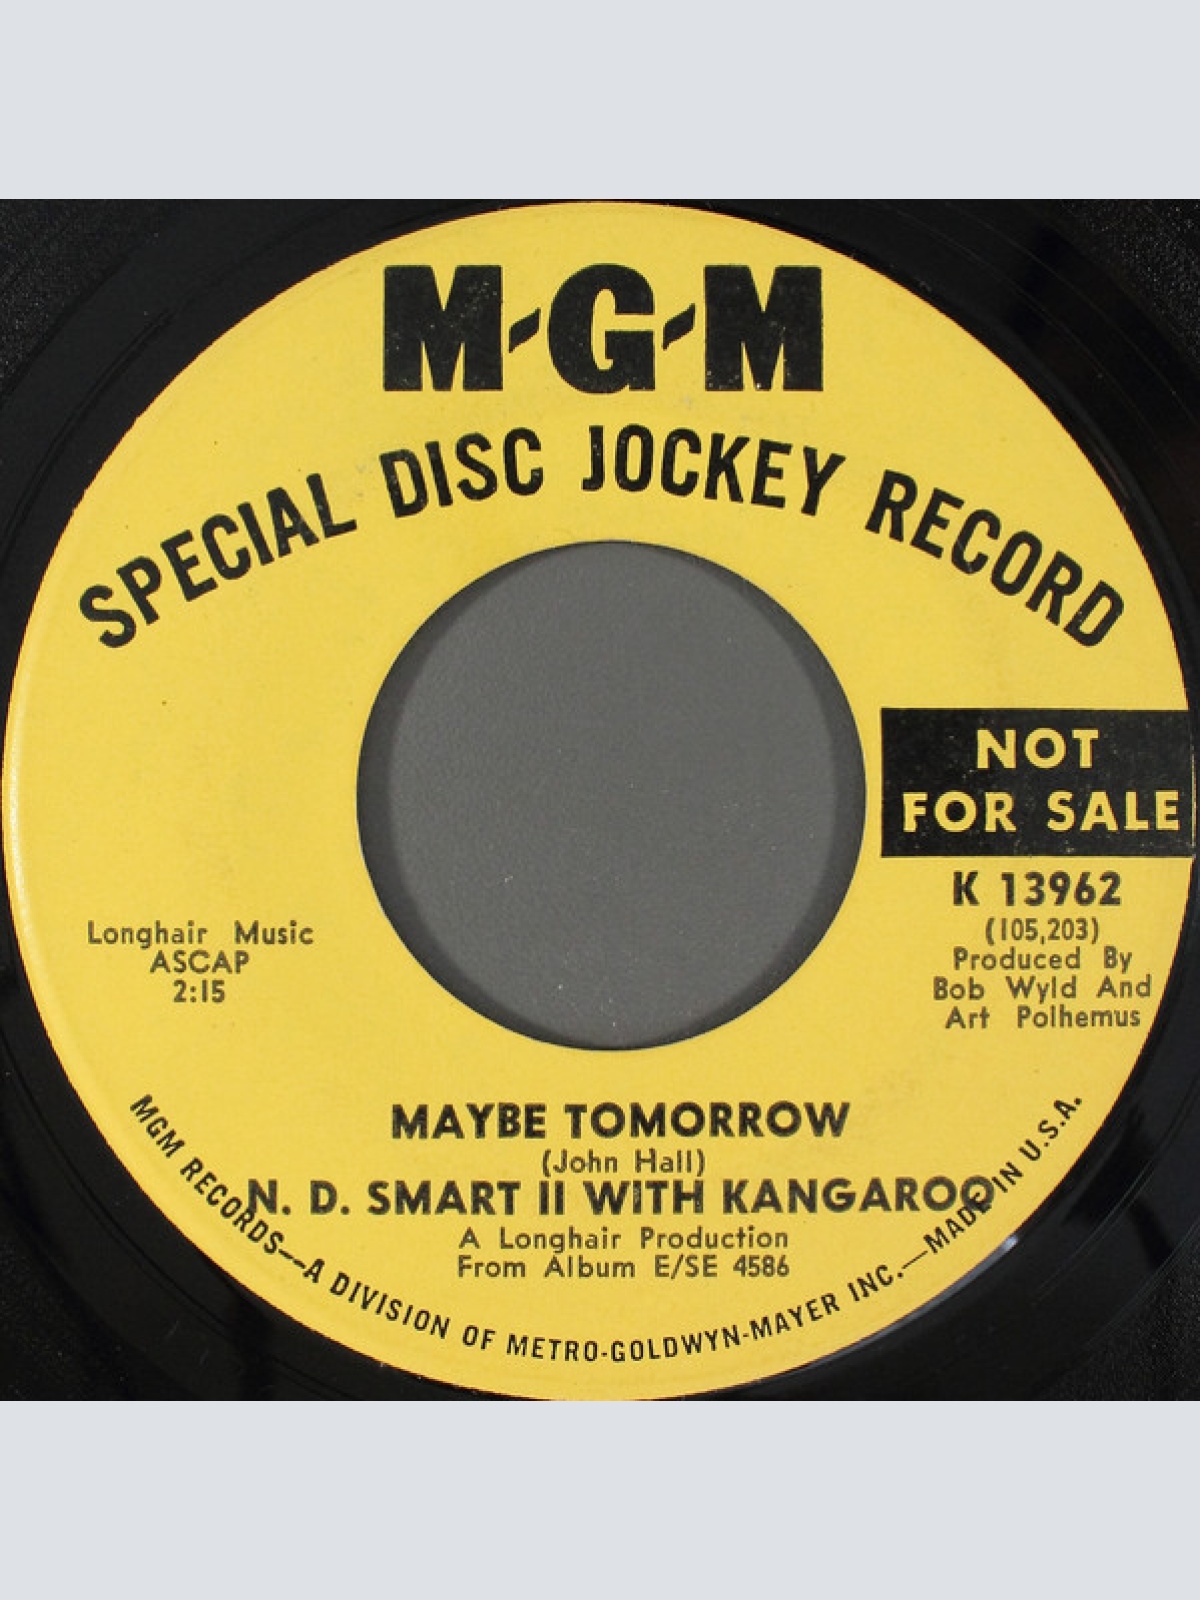 M-G-M
SPECIAL DISC JOCKEY RECORD
NOT
FOR SALE
K 13962
(105,203)
Produced By
Bob Wyld And
Art Polhemus
Longhair Music
ASCAP
2:15
MAYBE TOMORROW
(John Hall)
N. D. SMART II WITH KANGAROO
A Longhair Production
From Album E/SE 4586
MGM RECORDS—A DIVISION OF METRO-GOLDWYN-MAYER INC.—MADE IN U.S.A.